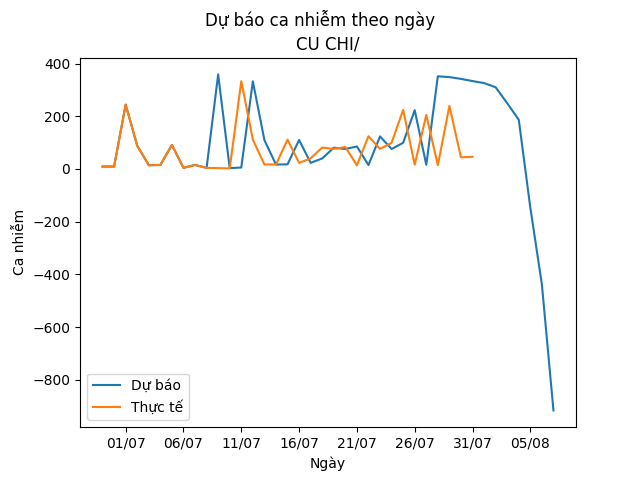 Dự báo ca nhiễm theo ngày
CU CHI/
400
200
0
−200
−400
−600
−800
Ca nhiễm
Dự báo
Thực tế
01/07 06/07 11/07 16/07 21/07 26/07 31/07 05/08
Ngày